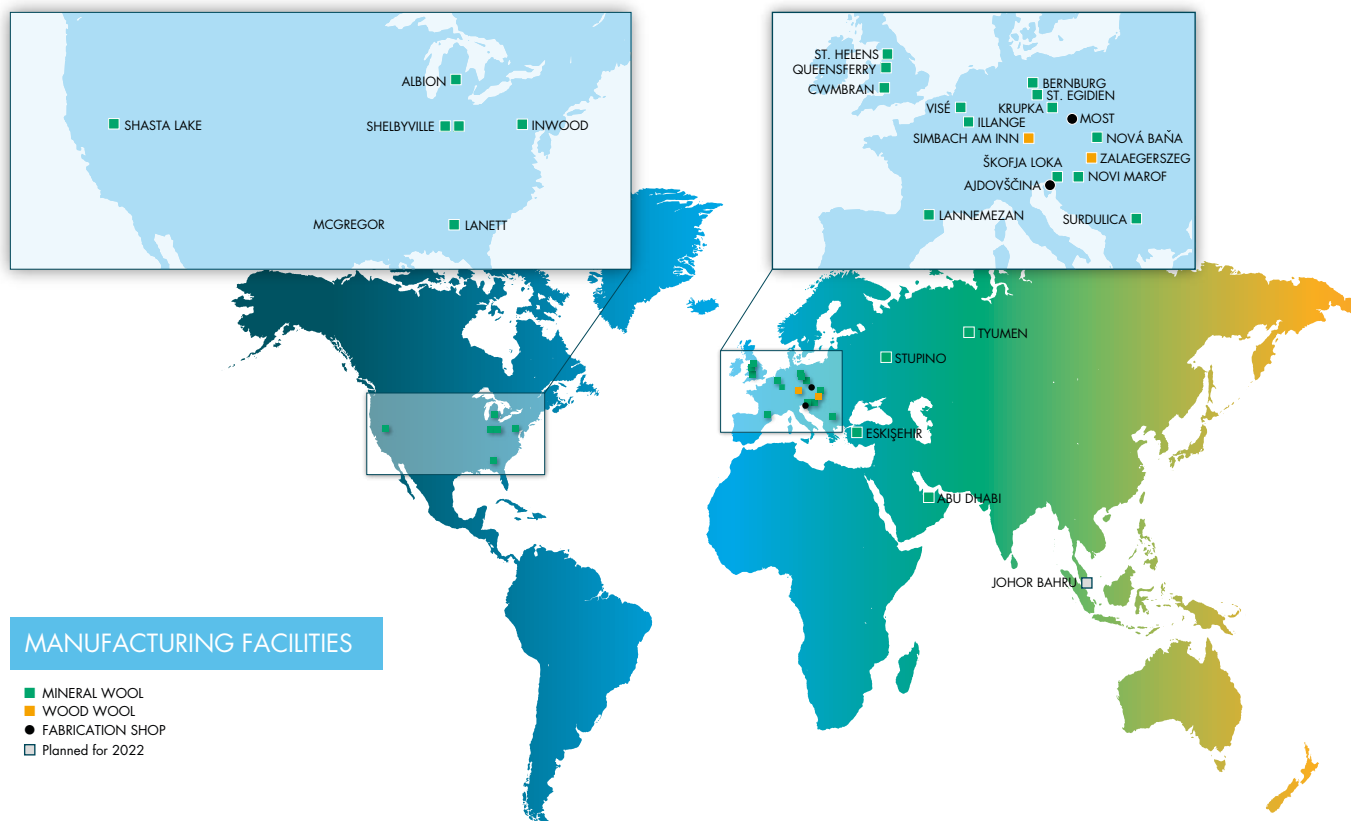 ALBION
SHASTA LAKE
SHELBYVILLE
INWOOD
MCGREGOR
LANETT
ST. HELENS
QUEENSFERRY
CWMBRAN
BERNBURG
ST. EGIDIEN
VISÉ
KRUPKA
ILLANGE
MOST
SIMBACH AM INN
NOVÁ BAŇA
ZALAEGERSZEG
ŠKOFJA LOKA
NOVI MAROF
AJDOVŠČINA
LANNEMEZAN
SURDULICA
TYUMEN
STUPINO
ESKIŞEHIR
ABU DHABI
JOHOR BAHRU
MANUFACTURING FACILITIES
MINERAL WOOL
WOOD WOOL
FABRICATION SHOP
Planned for 2022